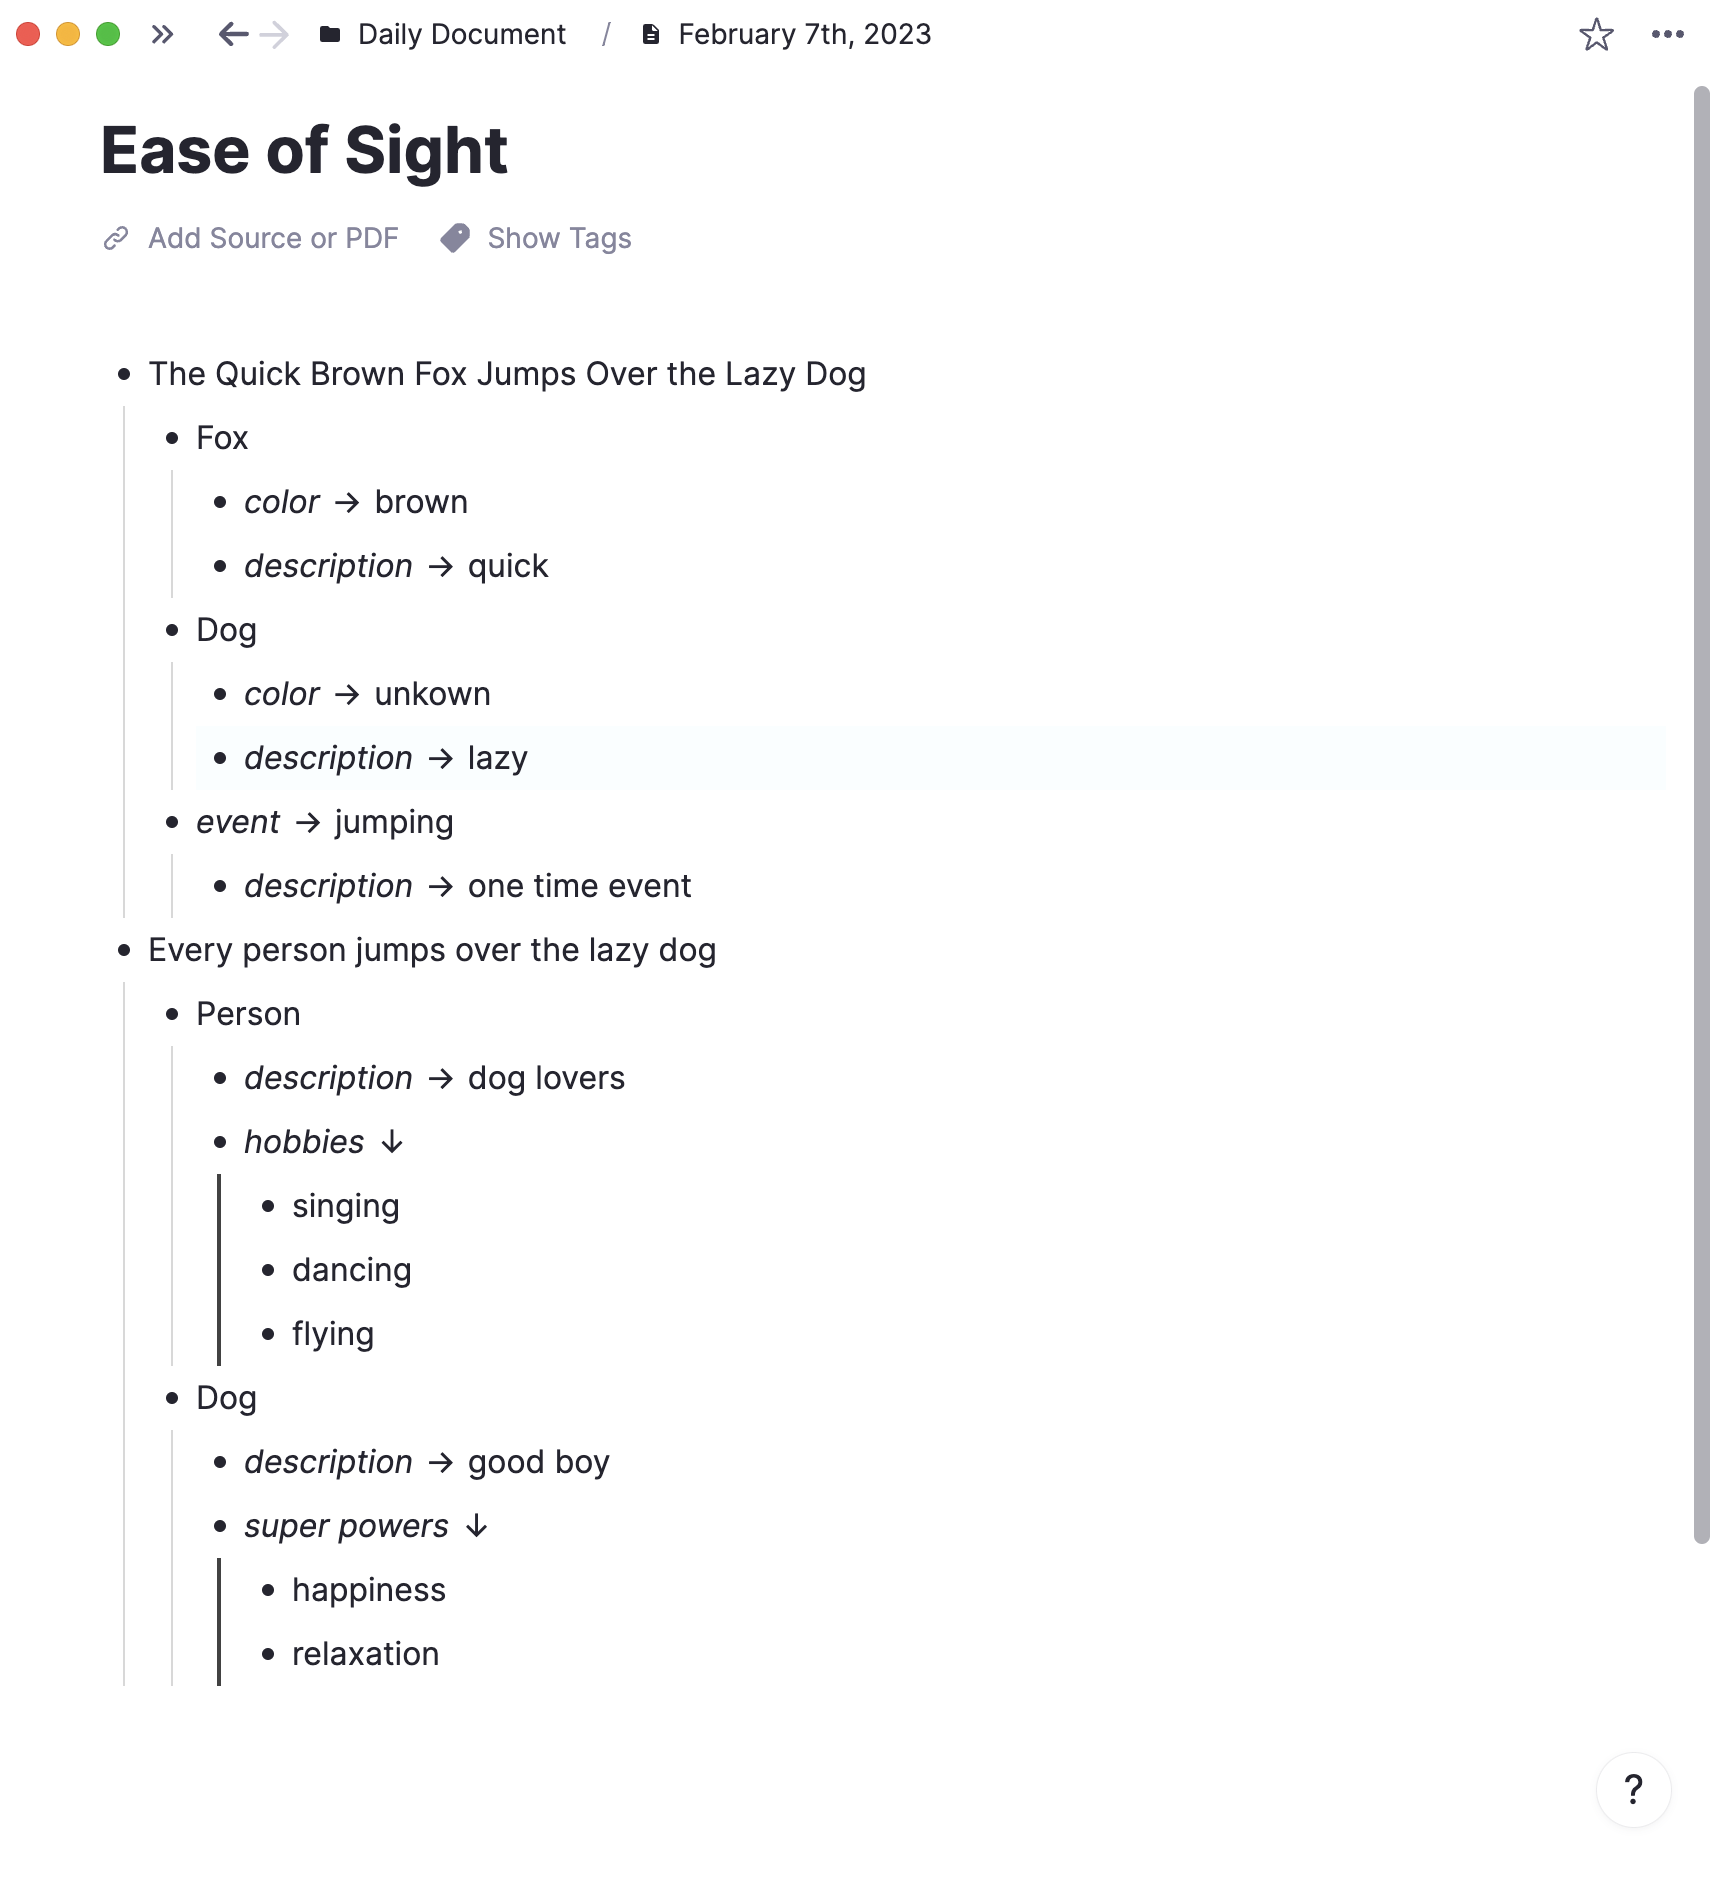 Daily Document / February 7th, 2023
Ease of Sight
Add Source or PDF Show Tags
• The Quick Brown Fox Jumps Over the Lazy Dog
• Fox
• color → brown
• description → quick
• Dog
• color → unkown
• description → lazy
• event → jumping
• description → one time event
• Every person jumps over the lazy dog
• Person
• description → dog lovers
• hobbies ↓
• singing
• dancing
• flying
• Dog
• description → good boy
• super powers ↓
• happiness
• relaxation
?